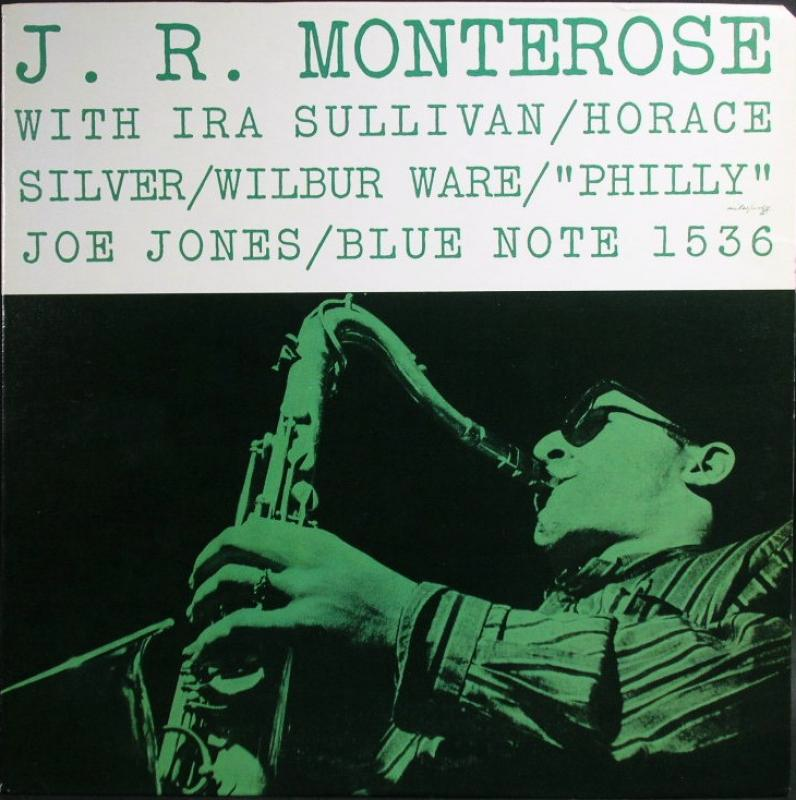 J. R. MONTEROSE
WITH IRA SULLIVAN/HORACE
SILVER/WILBUR WARE/"PHILLY"
JOE JONES/BLUE NOTE 1536